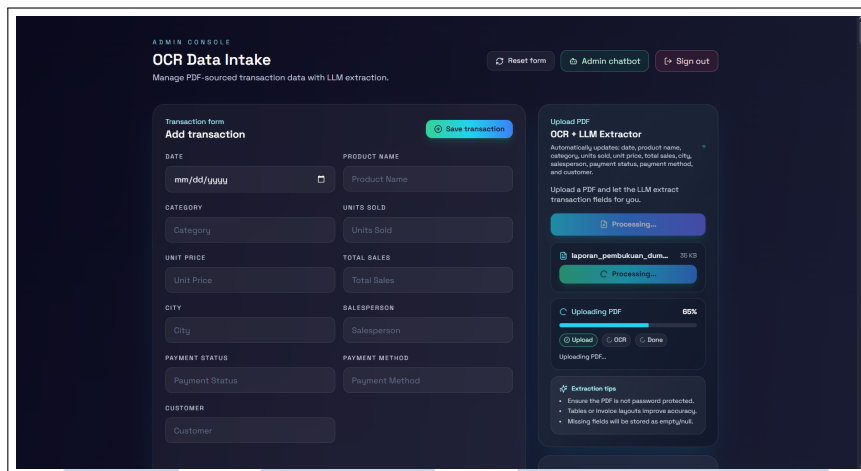 ADMIN CONSOLE
OCR Data Intake
Manage PDF-sourced transaction data with LLM extraction.
Reset form
Admin chatbot
Sign out
Transaction form
Add transaction
Save transaction
DATE
mm/dd/yyyy
PRODUCT NAME
Product Name
CATEGORY
Category
UNITS SOLD
Units Sold
UNIT PRICE
Unit Price
TOTAL SALES
Total Sales
CITY
City
SALESPERSON
Salesperson
PAYMENT STATUS
Payment Status
PAYMENT METHOD
Payment Method
CUSTOMER
Customer
Upload PDF
OCR + LLM Extractor
Automatically updates: date, product name,
category, units sold, unit price, total sales, city,
salesperson, payment status, payment method,
and customer.
Upload a PDF and let the LLM extract
transaction fields for you.
Processing...
laporan_pembukuan_dum... 35 KB
Processing...
Uploading PDF 65%
Upload OCR Done
Uploading PDF...
Extraction tips
• Ensure the PDF is not password protected.
• Tables or invoice layouts improve accuracy.
• Missing fields will be stored as empty/null.